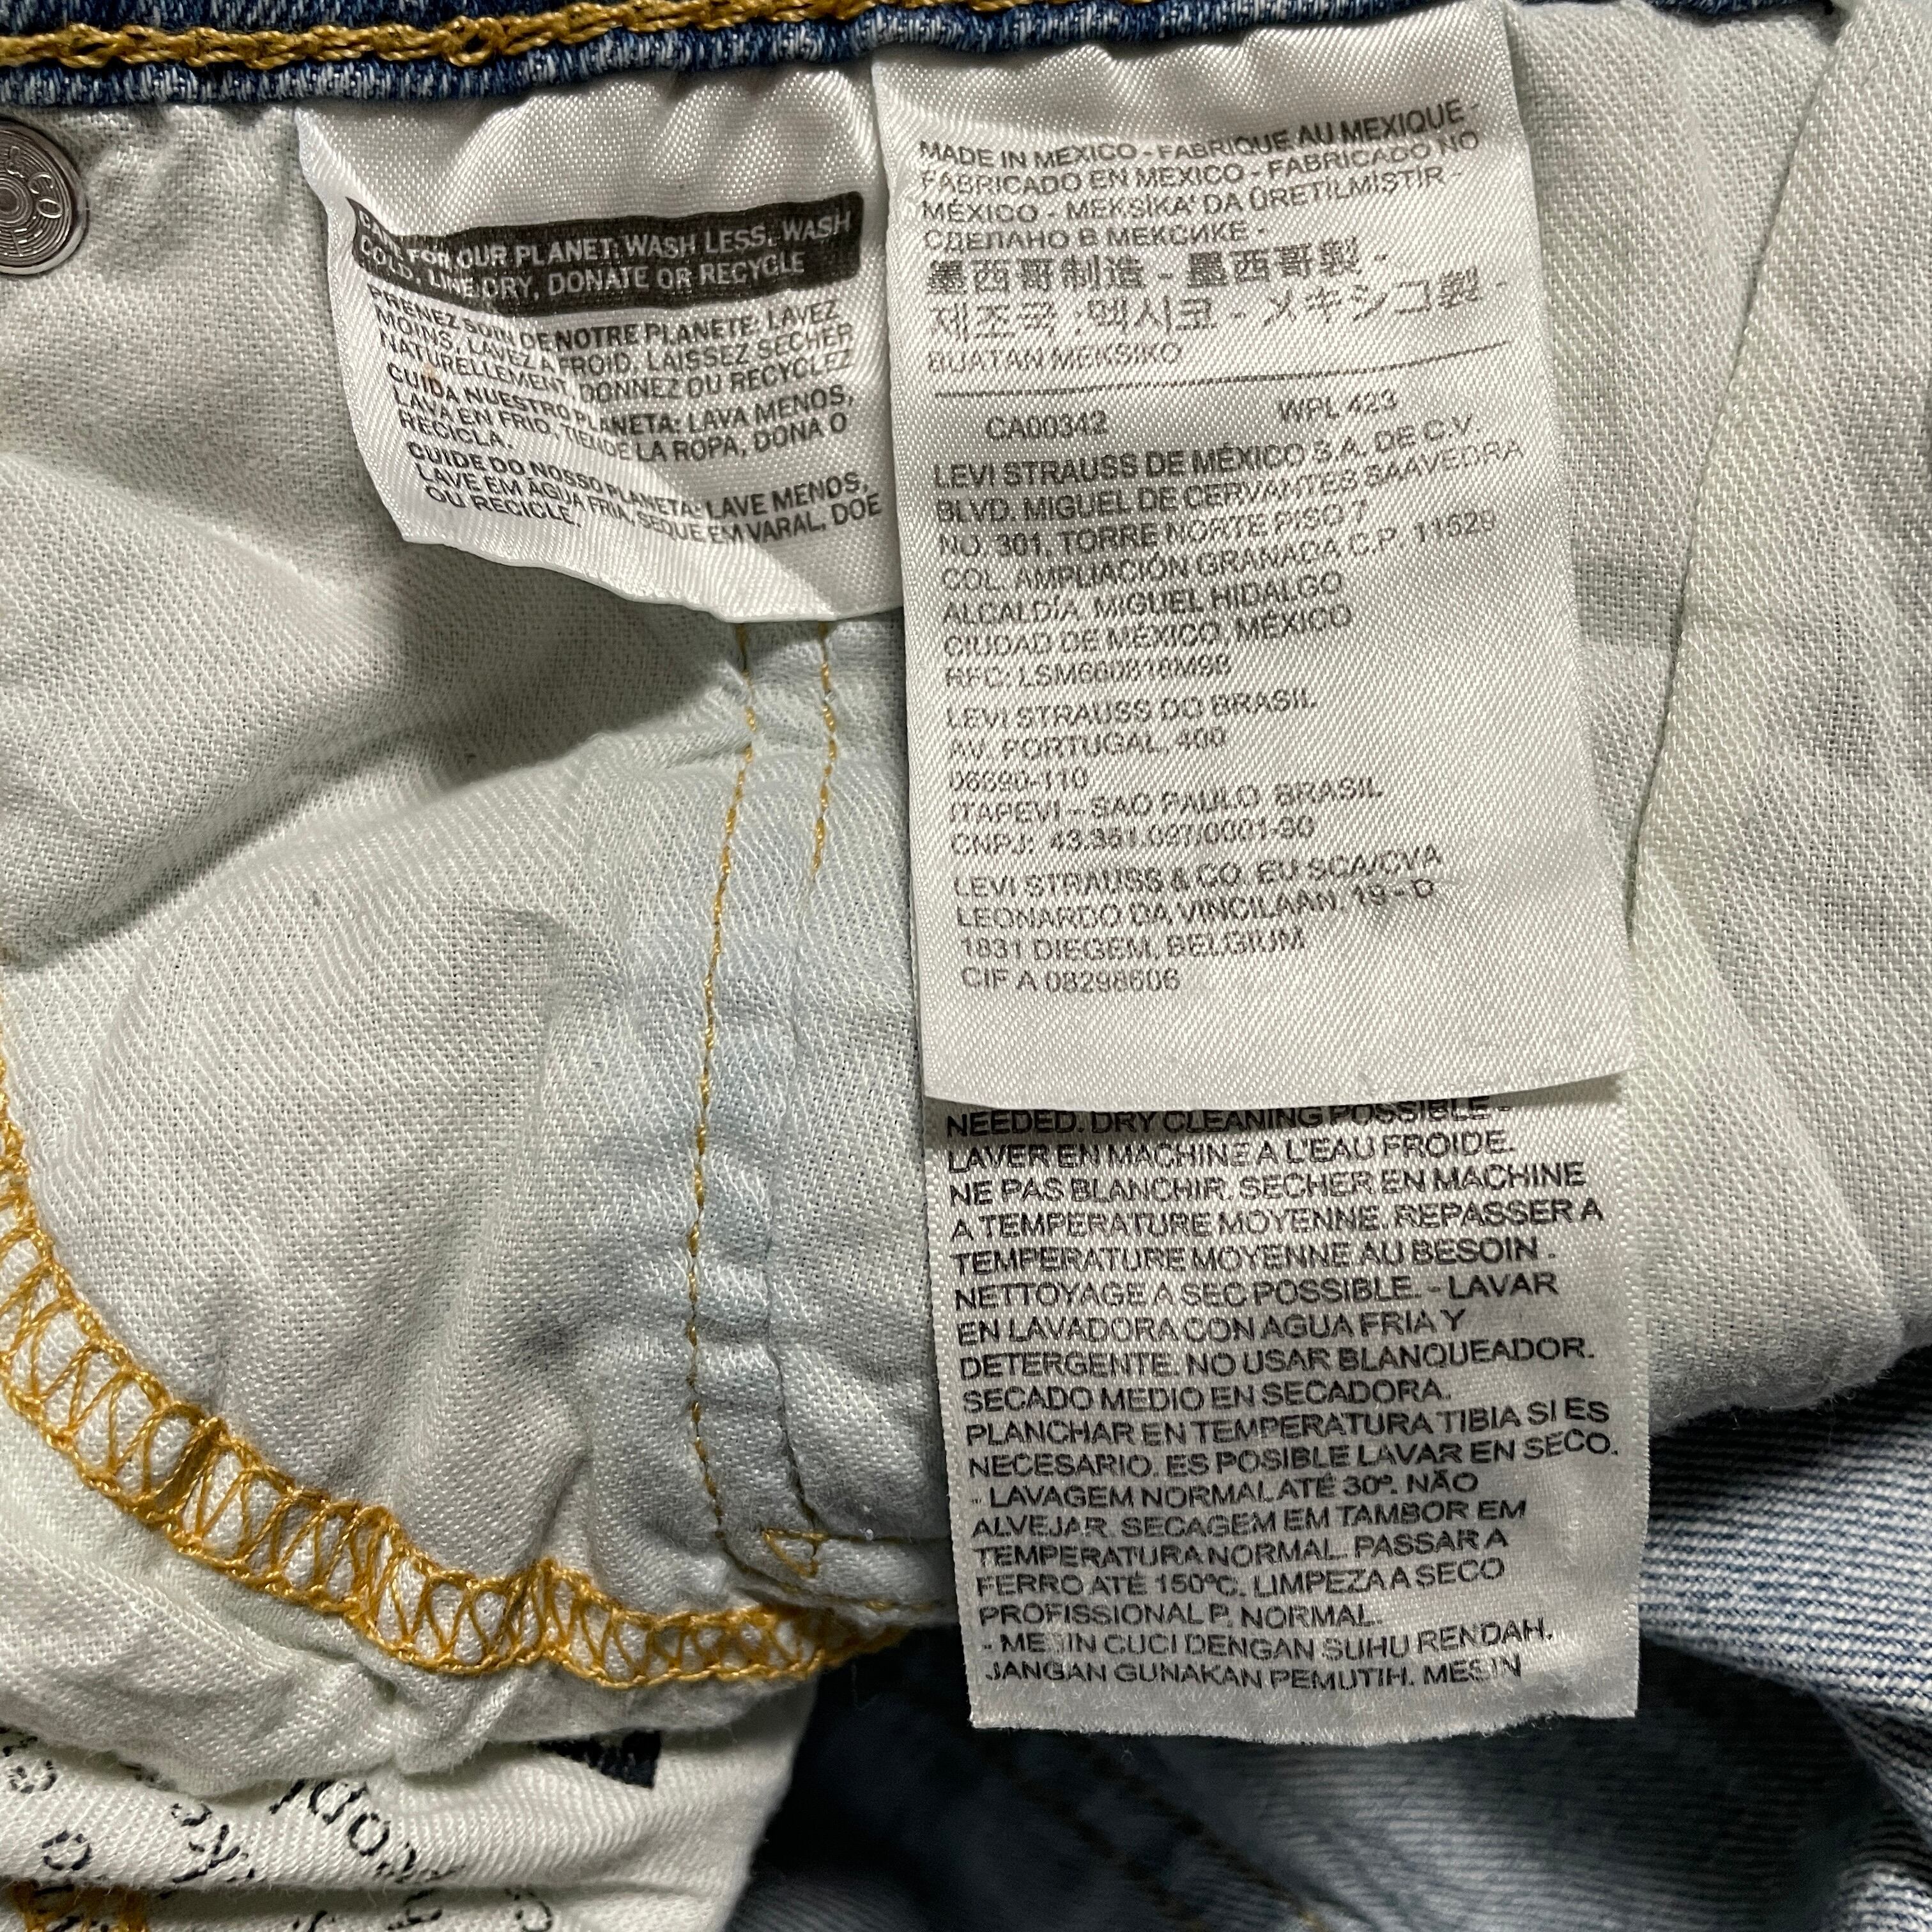 CARE FOR OUR PLANET: WASH LESS, WASH
COLD, LINE DRY, DONATE OR RECYCLE
PRENEZ SOIN DE NOTRE PLANETE: LAVEZ
MOINS, LAVEZ A FROID, LAISSEZ SECHER
NATURELLEMENT, DONNEZ OU RECYCLEZ
CUIDA NUESTRO PLANETA: LAVA MENOS,
LAVA EN FRIO, TIENDE LA ROPA, DONA O
RECICLA.
CUIDE DO NOSSO PLANETA: LAVE MENOS,
LAVE EM AGUA FRIA, SEQUE EM VARAL, DOE
OU RECICLE.
MADE IN MEXICO - FABRIQUE AU MEXIQUE -
FABRICADO EN MEXICO - FABRICADO NO
MÉXICO - MEKSİKA' DA ÜRETILMİSTIR -
СДЕЛАНО В МЕКСИКЕ -
墨西哥制造 - 墨西哥製 -
제조국 :멕시코 - メキシコ製 -
BUATAN MEKSIKO
CA00342 WPL 423
LEVI STRAUSS DE MÉXICO S.A. DE C.V.
BLVD. MIGUEL DE CERVANTES SAAVEDRA
NO. 301, TORRE NORTE PISO 7
COL. AMPLIACIÓN GRANADA C.P. 11529
ALCALDÍA, MIGUEL HIDALGO
CIUDAD DE MÉXICO, MÉXICO
RFC:
LEVI STRAUSS DO BRASIL
AV. PORTUGAL, 400
06690-110
ITAPEVI – SAO PAULO BRASIL
CNPJ:
LEVI STRAUSS & CO. EU SCA/CVA
LEONARDO DA VINCILAAN, 19 - D
1831 DIEGEM, BELGIUM
CIF A 08298606
NEEDED. DRY CLEANING POSSIBLE -
LAVER EN MACHINE A L'EAU FROIDE.
NE PAS BLANCHIR. SECHER EN MACHINE
A TEMPERATURE MOYENNE. REPASSER A
TEMPERATURE MOYENNE AU BESOIN .
NETTOYAGE A SEC POSSIBLE. - LAVAR
EN LAVADORA CON AGUA FRIA Y
DETERGENTE. NO USAR BLANQUEADOR.
SECADO MEDIO EN SECADORA.
PLANCHAR EN TEMPERATURA TIBIA SI ES
NECESARIO. ES POSIBLE LAVAR EN SECO.
- LAVAGEM NORMAL ATÉ 30º. NÃO
ALVEJAR. SECAGEM EM TAMBOR EM
TEMPERATURA NORMAL. PASSAR A
FERRO ATÉ 150ºC. LIMPEZA A SECO
PROFISSIONAL P, NORMAL.
- MESIN CUCI DENGAN SUHU RENDAH.
JANGAN GUNAKAN PEMUTIH. MESIN